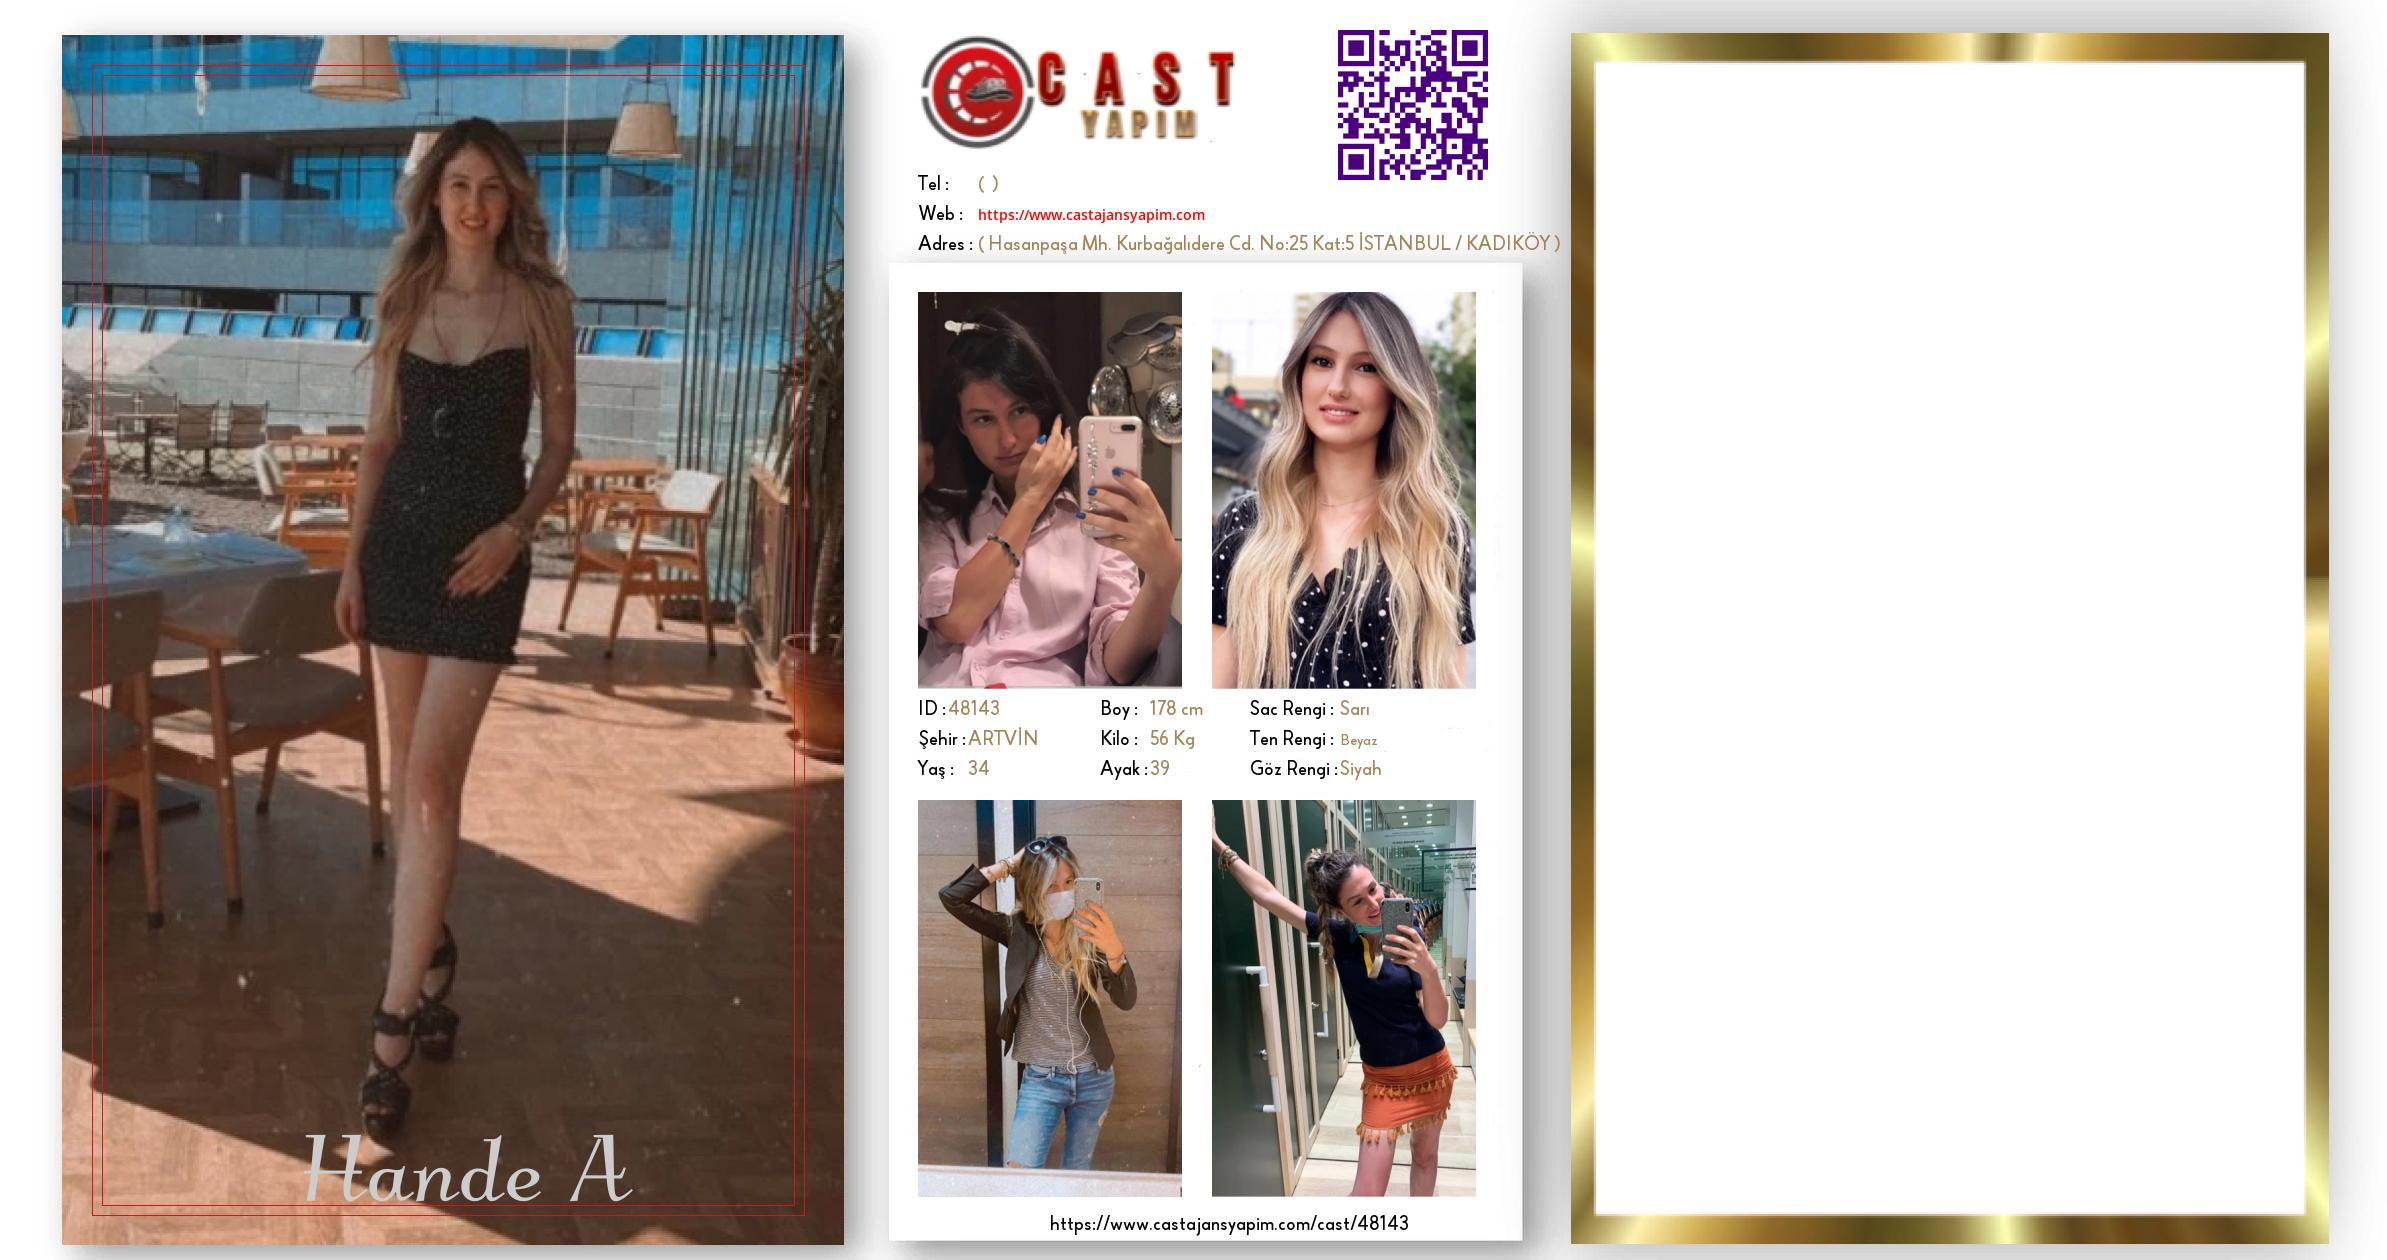 Hande A
CAST
YAPIM
Tel : ( )
Web : https://www.castajansyapim.com
Adres : ( Hasanpaşa Mh. Kurbağalıdere Cd. No:25 Kat:5 İSTANBUL / KADIKÖY )
ID : 48143 Boy : 178 cm Sac Rengi : Sarı
Şehir : ARTVİN Kilo : 56 Kg Ten Rengi : Beyaz
Yaş : 34 Ayak : 39 Göz Rengi : Siyah
https://www.castajansyapim.com/cast/48143